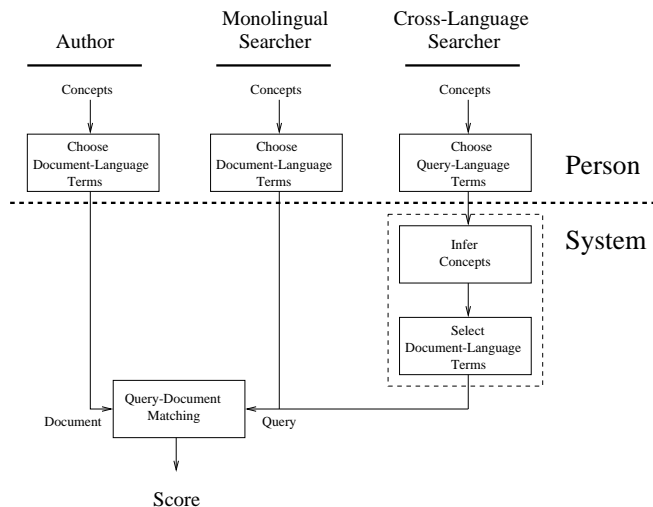 Author
Monolingual
Searcher
Cross-Language
Searcher
Concepts
Concepts
Concepts
Choose
Document-Language
Terms
Choose
Document-Language
Terms
Choose
Query-Language
Terms
Person
System
Infer
Concepts
Select
Document-Language
Terms
Query-Document
Matching
Document
Query
Score